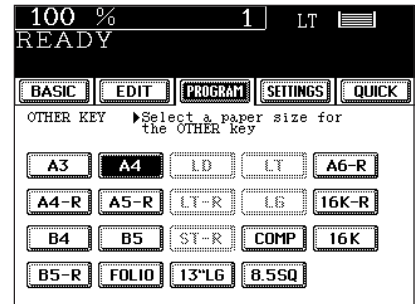 100 % 1 LT
READY
BASIC EDIT PROGRAM SETTINGS QUICK
OTHER KEY ▶Select a paper size for
the OTHER key
A3 A4 LD LT A6-R
A4-R A5-R LT-R LG 16K-R
B4 B5 ST-R COMP 16K
B5-R FOLIO 13"LG 8.5SQ